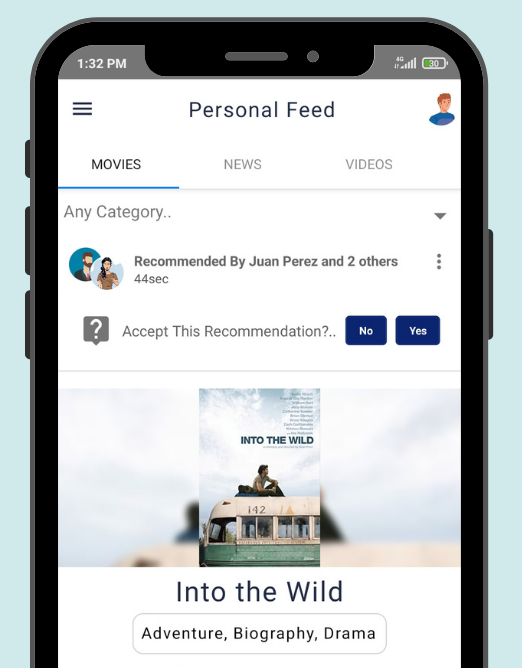 1:32 PM
4G
30
Personal Feed
MOVIES
NEWS
VIDEOS
Any Category..
Recommended By Juan Perez and 2 others
44sec
?
Accept This Recommendation?..
No
Yes
INTO THE WILD
142
Into the Wild
Adventure, Biography, Drama